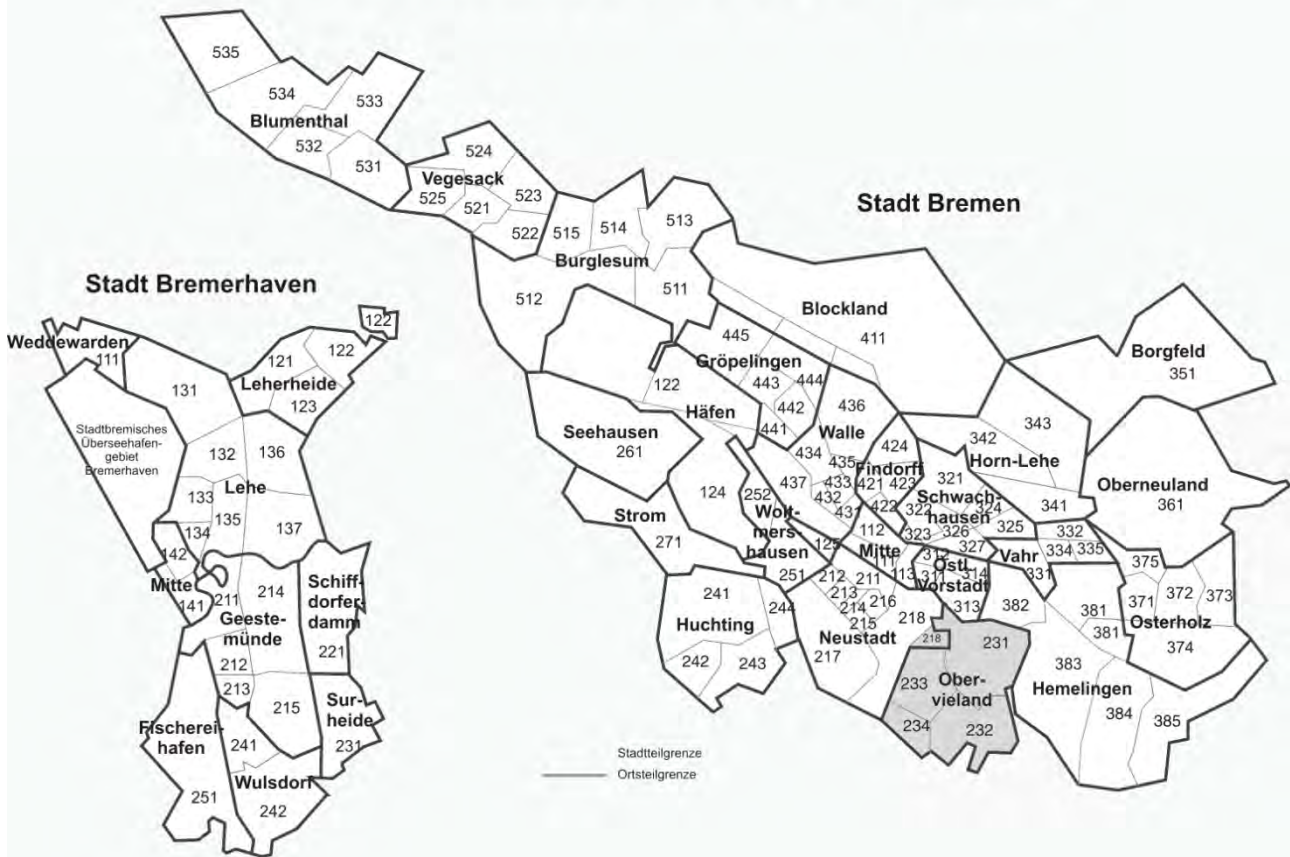 535
534
533
Blumenthal
532
531
524
Vegesack
525
521
523
522
515
514
513
Burglesum
512
511
Stadt Bremen
Stadt Bremerhaven
Weddewarden
111
131
121
122
122
Leherheide
123
Stadtbremisches
Überseehafen-
gebiet
Bremerhaven
132
136
Lehe
133
135
134
137
142
Mitte
141
211
214
Geeste-
münde
Schiff-
dorfer-
damm
221
212
213
215
Sur-
heide
231
Fischerei-
hafen
251
241
Wulsdorf
242
Blockland
411
Borgfeld
351
445
Gröpelingen
443
444
442
441
122
Häfen
436
Walle
434
435
433
437
432
431
424
Findorff
421
423
422
343
342
Horn-Lehe
341
Oberneuland
361
321
Schwach-
hausen
322
324
325
323
326
327
Seehausen
261
124
252
Wolt-
mers-
hausen
125
251
Strom
271
112
Mitte
111
113
312
Östl.
Vorstadt
311
314
313
332
334
335
Vahr
331
375
371
372
373
Osterholz
374
241
244
Huchting
242
243
212
211
213
214
216
215
218
Neustadt
217
218
231
233
Ober-
vieland
234
232
382
381
381
383
Hemelingen
384
385
Stadtteilgrenze
Ortsteilgrenze